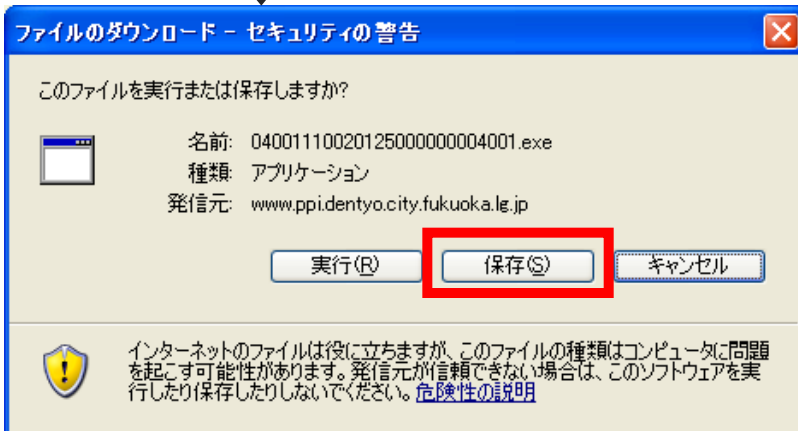 ファイルのダウンロード - セキュリティの警告
このファイルを実行または保存しますか?
名前: 04001110020125000000004001.exe
種類: アプリケーション
発信元: www.ppi.dentyo.city.fukuoka.lg.jp
実行(R) 保存(S) キャンセル
インターネットのファイルは役に立ちますが、このファイルの種類はコンピュータに問題
を起こす可能性があります。発信元が信頼できない場合は、このソフトウェアを実
行したり保存したりしないでください。危険性の説明